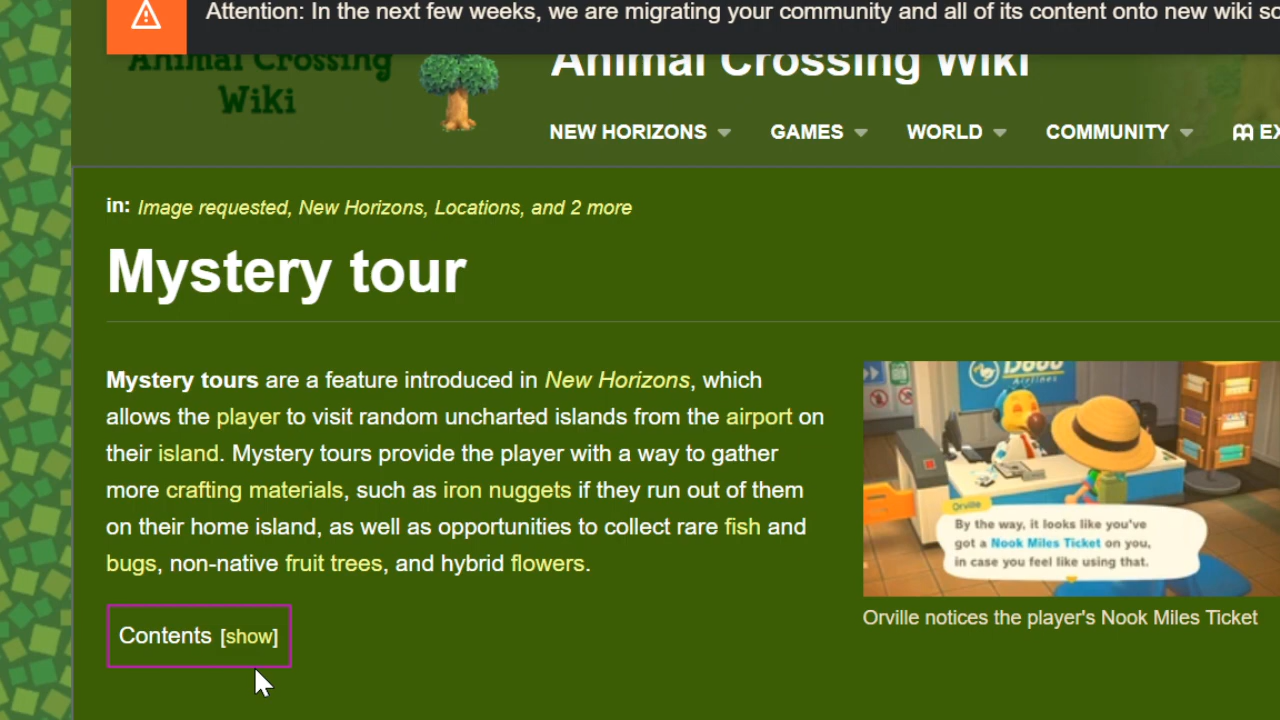 Attention: In the next few weeks, we are migrating your community and all of its content onto new wiki
Animal Crossing
Wiki
Animal Crossing Wiki
NEW HORIZONS GAMES WORLD COMMUNITY
in: Image requested, New Horizons, Locations, and 2 more
Mystery tour
Mystery tours are a feature introduced in New Horizons, which
allows the player to visit random uncharted islands from the airport on
their island. Mystery tours provide the player with a way to gather
more crafting materials, such as iron nuggets if they run out of them
on their home island, as well as opportunities to collect rare fish and
bugs, non-native fruit trees, and hybrid flowers.
Contents [show]
Airlines
Orville
By the way, it looks like you've
got a Nook Miles Ticket on you,
in case you feel like using that.
Orville notices the player's Nook Miles Ticket